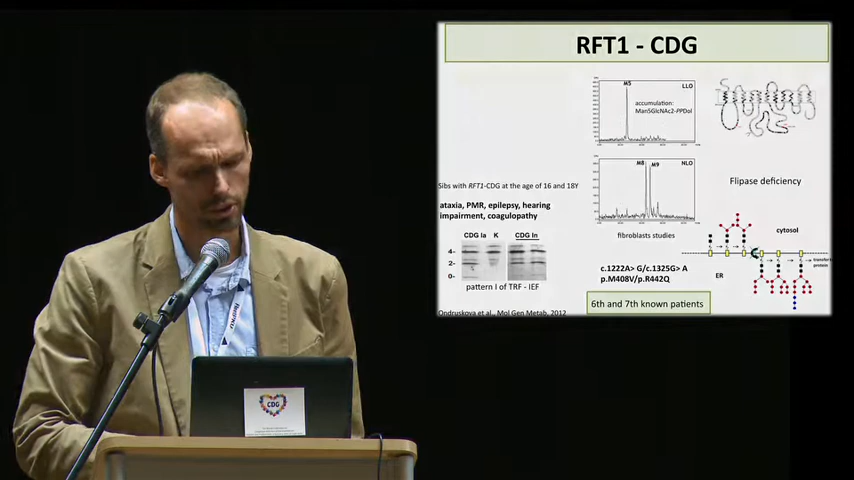 RFT1 - CDG
M5
LLO
accumulation:
Man5GlcNAc2-PPDol
M8
M9
NLO
Flipase deficiency
Sibs with RFT1-CDG at the age of 16 and 18Y
ataxia, PMR, epilepsy, hearing
impairment, coagulopathy
fibroblasts studies
CDG Ia K CDG In
4-
2-
0-
pattern I of TRF - IEF
c.1222A> G/c.1325G> A
p.M408V/p.R442Q
cytosol
ER
protein
6th and 7th known patients
Ondruskova et al., Mol Gen Metab, 2012
CDG